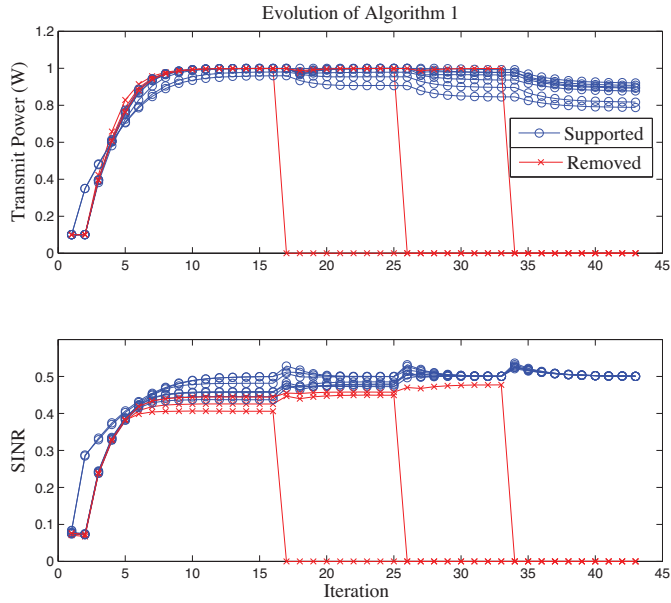 Evolution of Algorithm 1
Transmit Power (W)
1.2
1
0.8
0.6
0.4
0.2
0
0 5 10 15 20 25 30 35 40 45
Supported
Removed
SINR
0.5
0.4
0.3
0.2
0.1
0
0 5 10 15 20 25 30 35 40 45
Iteration